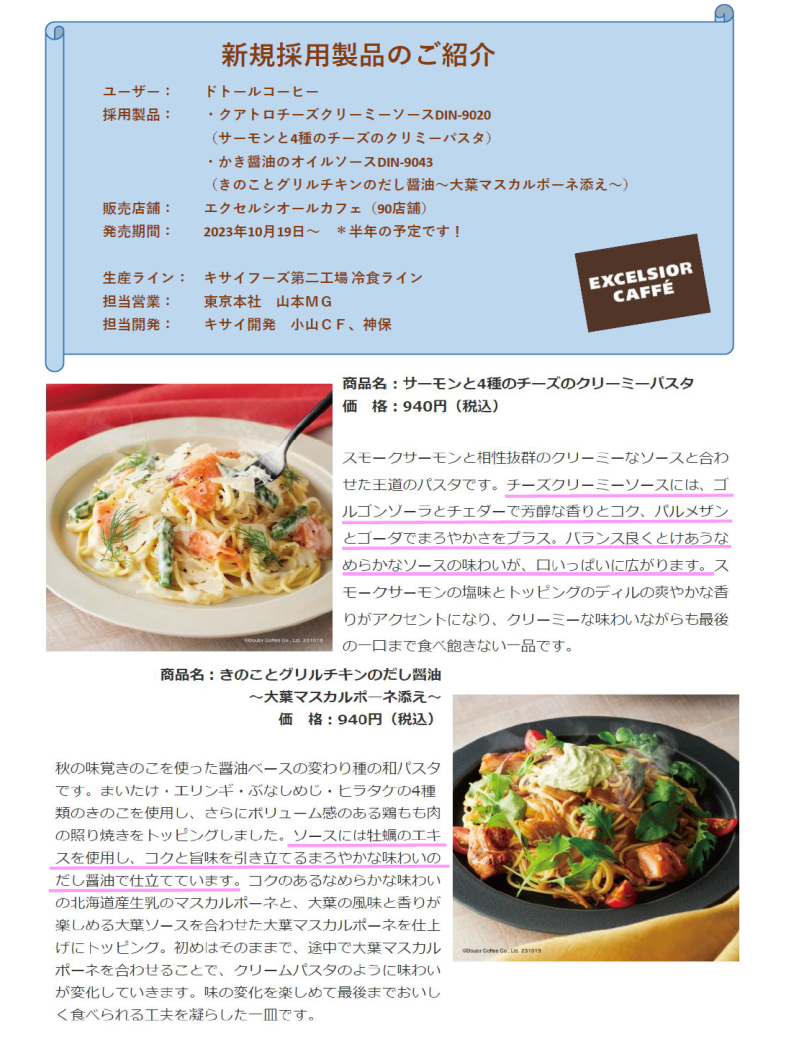 新規採用製品のご紹介
ユーザー： ドトールコーヒー
採用製品： ・クアトロチーズクリーミーソースDIN-9020
（サーモンと4種のチーズのクリミーパスタ）
・かき醤油のオイルソースDIN-9043
（きのことグリルチキンのだし醤油～大葉マスカルポーネ添え～）
販売店舗： エクセルシオールカフェ（90店舗）
発売期間： 2023年10月19日～ ＊半年の予定です！
生産ライン： キサイフーズ第二工場 冷食ライン
担当営業： 東京本社 山本ＭＧ
担当開発： キサイ開発 小山ＣＦ、神保
EXCELSIOR
CAFFÉ
商品名：サーモンと4種のチーズのクリーミーパスタ
価 格：940円（税込）
スモークサーモンと相性抜群のクリーミーなソースと合わ
せた王道のパスタです。チーズクリーミーソースには、ゴ
ルゴンゾーラとチェダーで芳醇な香りとコク、パルメザン
とゴーダでまろやかさをプラス。バランス良くとけあうな
めらかなソースの味わいが、口いっぱいに広がります。ス
モークサーモンの塩味とトッピングのディルの爽やかな香
りがアクセントになり、クリーミーな味わいながらも最後
の一口まで食べ飽きない一品です。
©Doutor Coffee Co., Ltd. 231019
商品名：きのことグリルチキンのだし醤油
～大葉マスカルポーネ添え～
価 格：940円（税込）
秋の味覚きのこを使った醤油ベースの変わり種の和パスタ
です。まいたけ・エリンギ・ぶなしめじ・ヒラタケの4種
類のきのこを使用し、さらにボリューム感のある鶏もも肉
の照り焼きをトッピングしました。ソースには牡蠣のエキ
スを使用し、コクと旨味を引き立てるまろやかな味わいの
だし醤油で仕立てています。コクのあるなめらかな味わい
の北海道産生乳のマスカルポーネと、大葉の風味と香りが
楽しめる大葉ソースを合わせた大葉マスカルポーネを仕上
げにトッピング。初めはそのままで、途中で大葉マスカル
ポーネを合わせることで、クリームパスタのように味わい
が変化していきます。味の変化を楽しめて最後までおいし
く食べられる工夫を凝らした一皿です。
©Doutor Coffee Co., Ltd. 231019